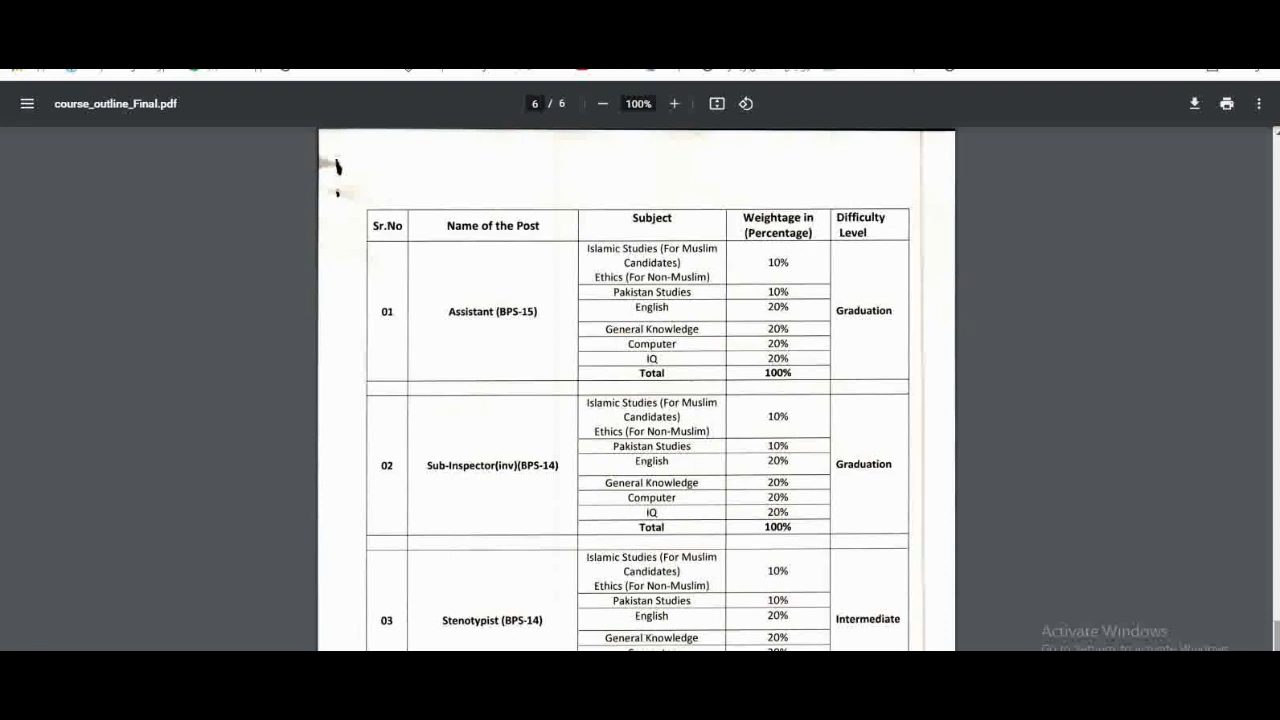 course_outline_Final.pdf
6 / 6
100%
Sr.No Name of the Post Subject Weightage in (Percentage) Difficulty Level
01 Assistant (BPS-15) Graduation
Islamic Studies (For Muslim
Candidates)
Ethics (For Non-Muslim) 10%
Pakistan Studies 10%
English 20%
General Knowledge 20%
Computer 20%
IQ 20%
Total 100%
02 Sub-Inspector(inv)(BPS-14) Graduation
Islamic Studies (For Muslim
Candidates)
Ethics (For Non-Muslim) 10%
Pakistan Studies 10%
English 20%
General Knowledge 20%
Computer 20%
IQ 20%
Total 100%
03 Stenotypist (BPS-14) Intermediate
Islamic Studies (For Muslim
Candidates)
Ethics (For Non-Muslim) 10%
Pakistan Studies 10%
English 20%
General Knowledge 20%
Activate Windows